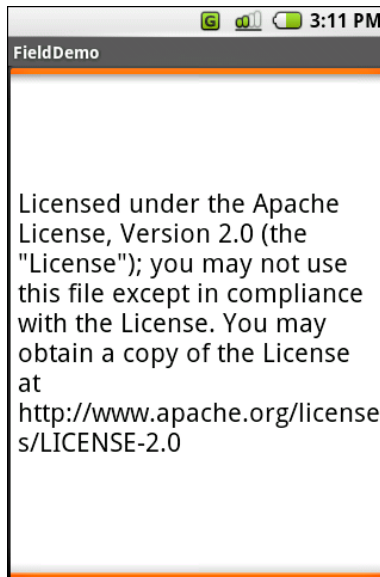 G 3:11 PM
FieldDemo
Licensed under the Apache
License, Version 2.0 (the
"License"); you may not use
this file except in compliance
with the License. You may
obtain a copy of the License
at
http://www.apache.org/license
s/LICENSE-2.0